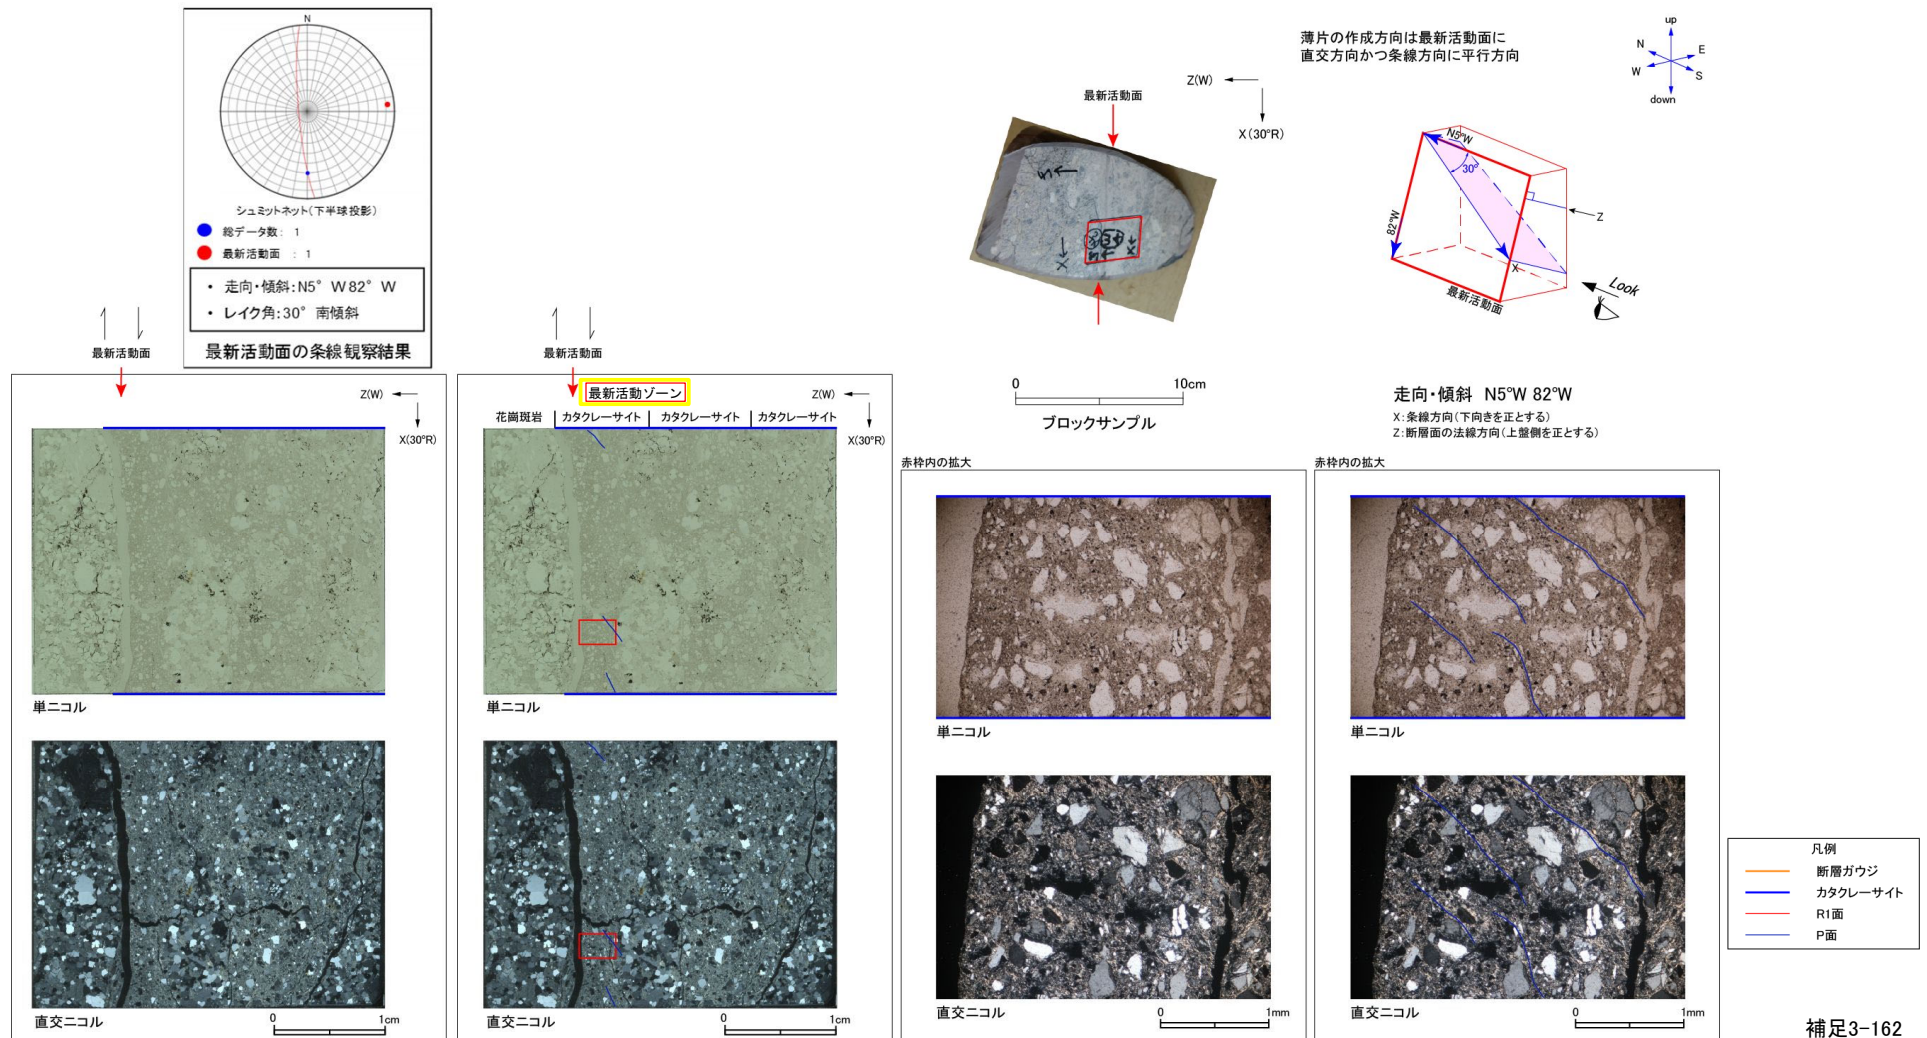 N
シュミットネット(下半球投影)
総データ数： 1
最新活動面 ： 1
・ 走向・傾斜：N5° W 82° W
・ レイク角：30° 南傾斜
最新活動面の条線観察結果
薄片の作成方向は最新活動面に
直交方向かつ条線方向に平行方向
up
N
E
W
S
down
Z(W)
X(30°R)
最新活動面
N5°W
30°
82°W
Z
X
最新活動面
Look
0
10cm
ブロックサンプル
走向・傾斜 N5°W 82°W
X：条線方向(下向きを正とする)
Z：断層面の法線方向(上盤側を正とする)
最新活動面
Z(W)
X(30°R)
単ニコル
直交ニコル
0
1cm
最新活動面
最新活動ゾーン
Z(W)
X(30°R)
花崗斑岩
カタクレーサイト
カタクレーサイト
カタクレーサイト
単ニコル
直交ニコル
0
1cm
赤枠内の拡大
単ニコル
直交ニコル
0
1mm
赤枠内の拡大
単ニコル
直交ニコル
0
1mm
凡例
断層ガウジ
カタクレーサイト
R1面
P面
補足3-162